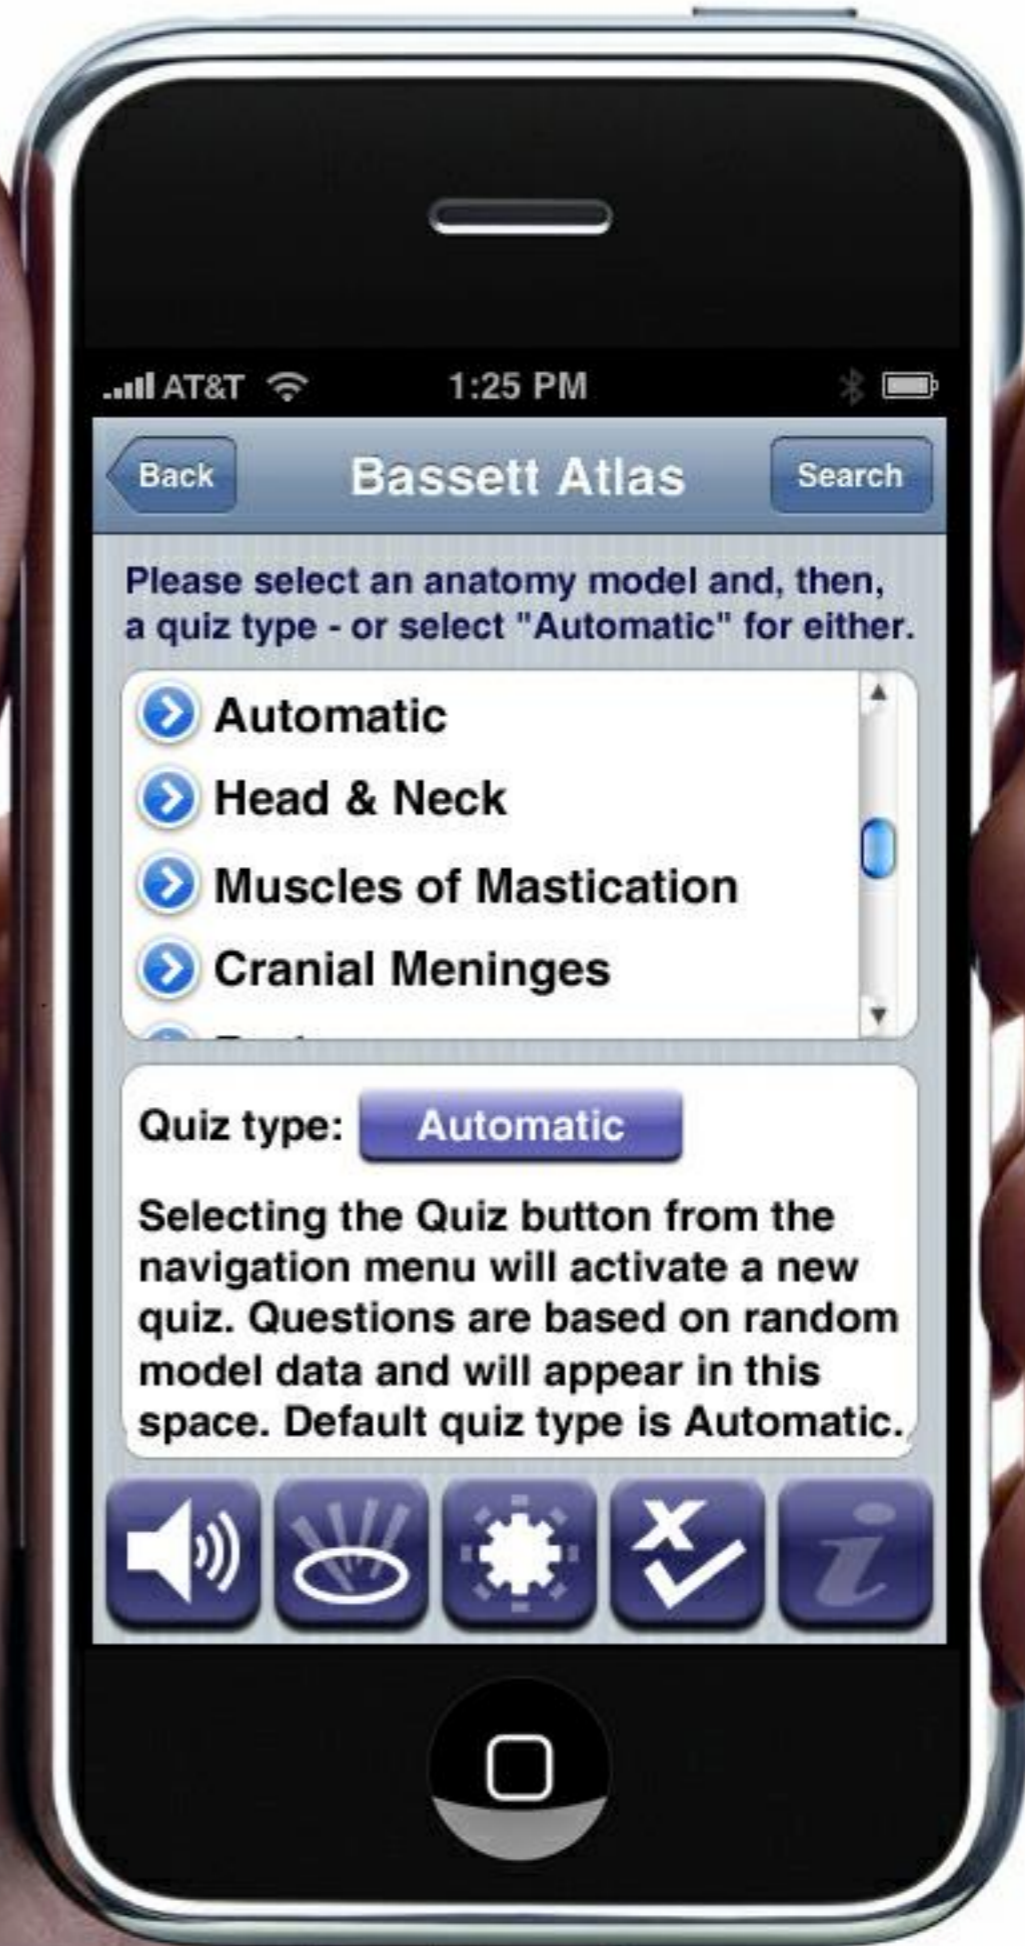 AT&T 1:25 PM
Back Bassett Atlas Search
Please select an anatomy model and, then,
a quiz type - or select "Automatic" for either.
Automatic
Head & Neck
Muscles of Mastication
Cranial Meninges
Quiz type: Automatic
Selecting the Quiz button from the
navigation menu will activate a new
quiz. Questions are based on random
model data and will appear in this
space. Default quiz type is Automatic.
i